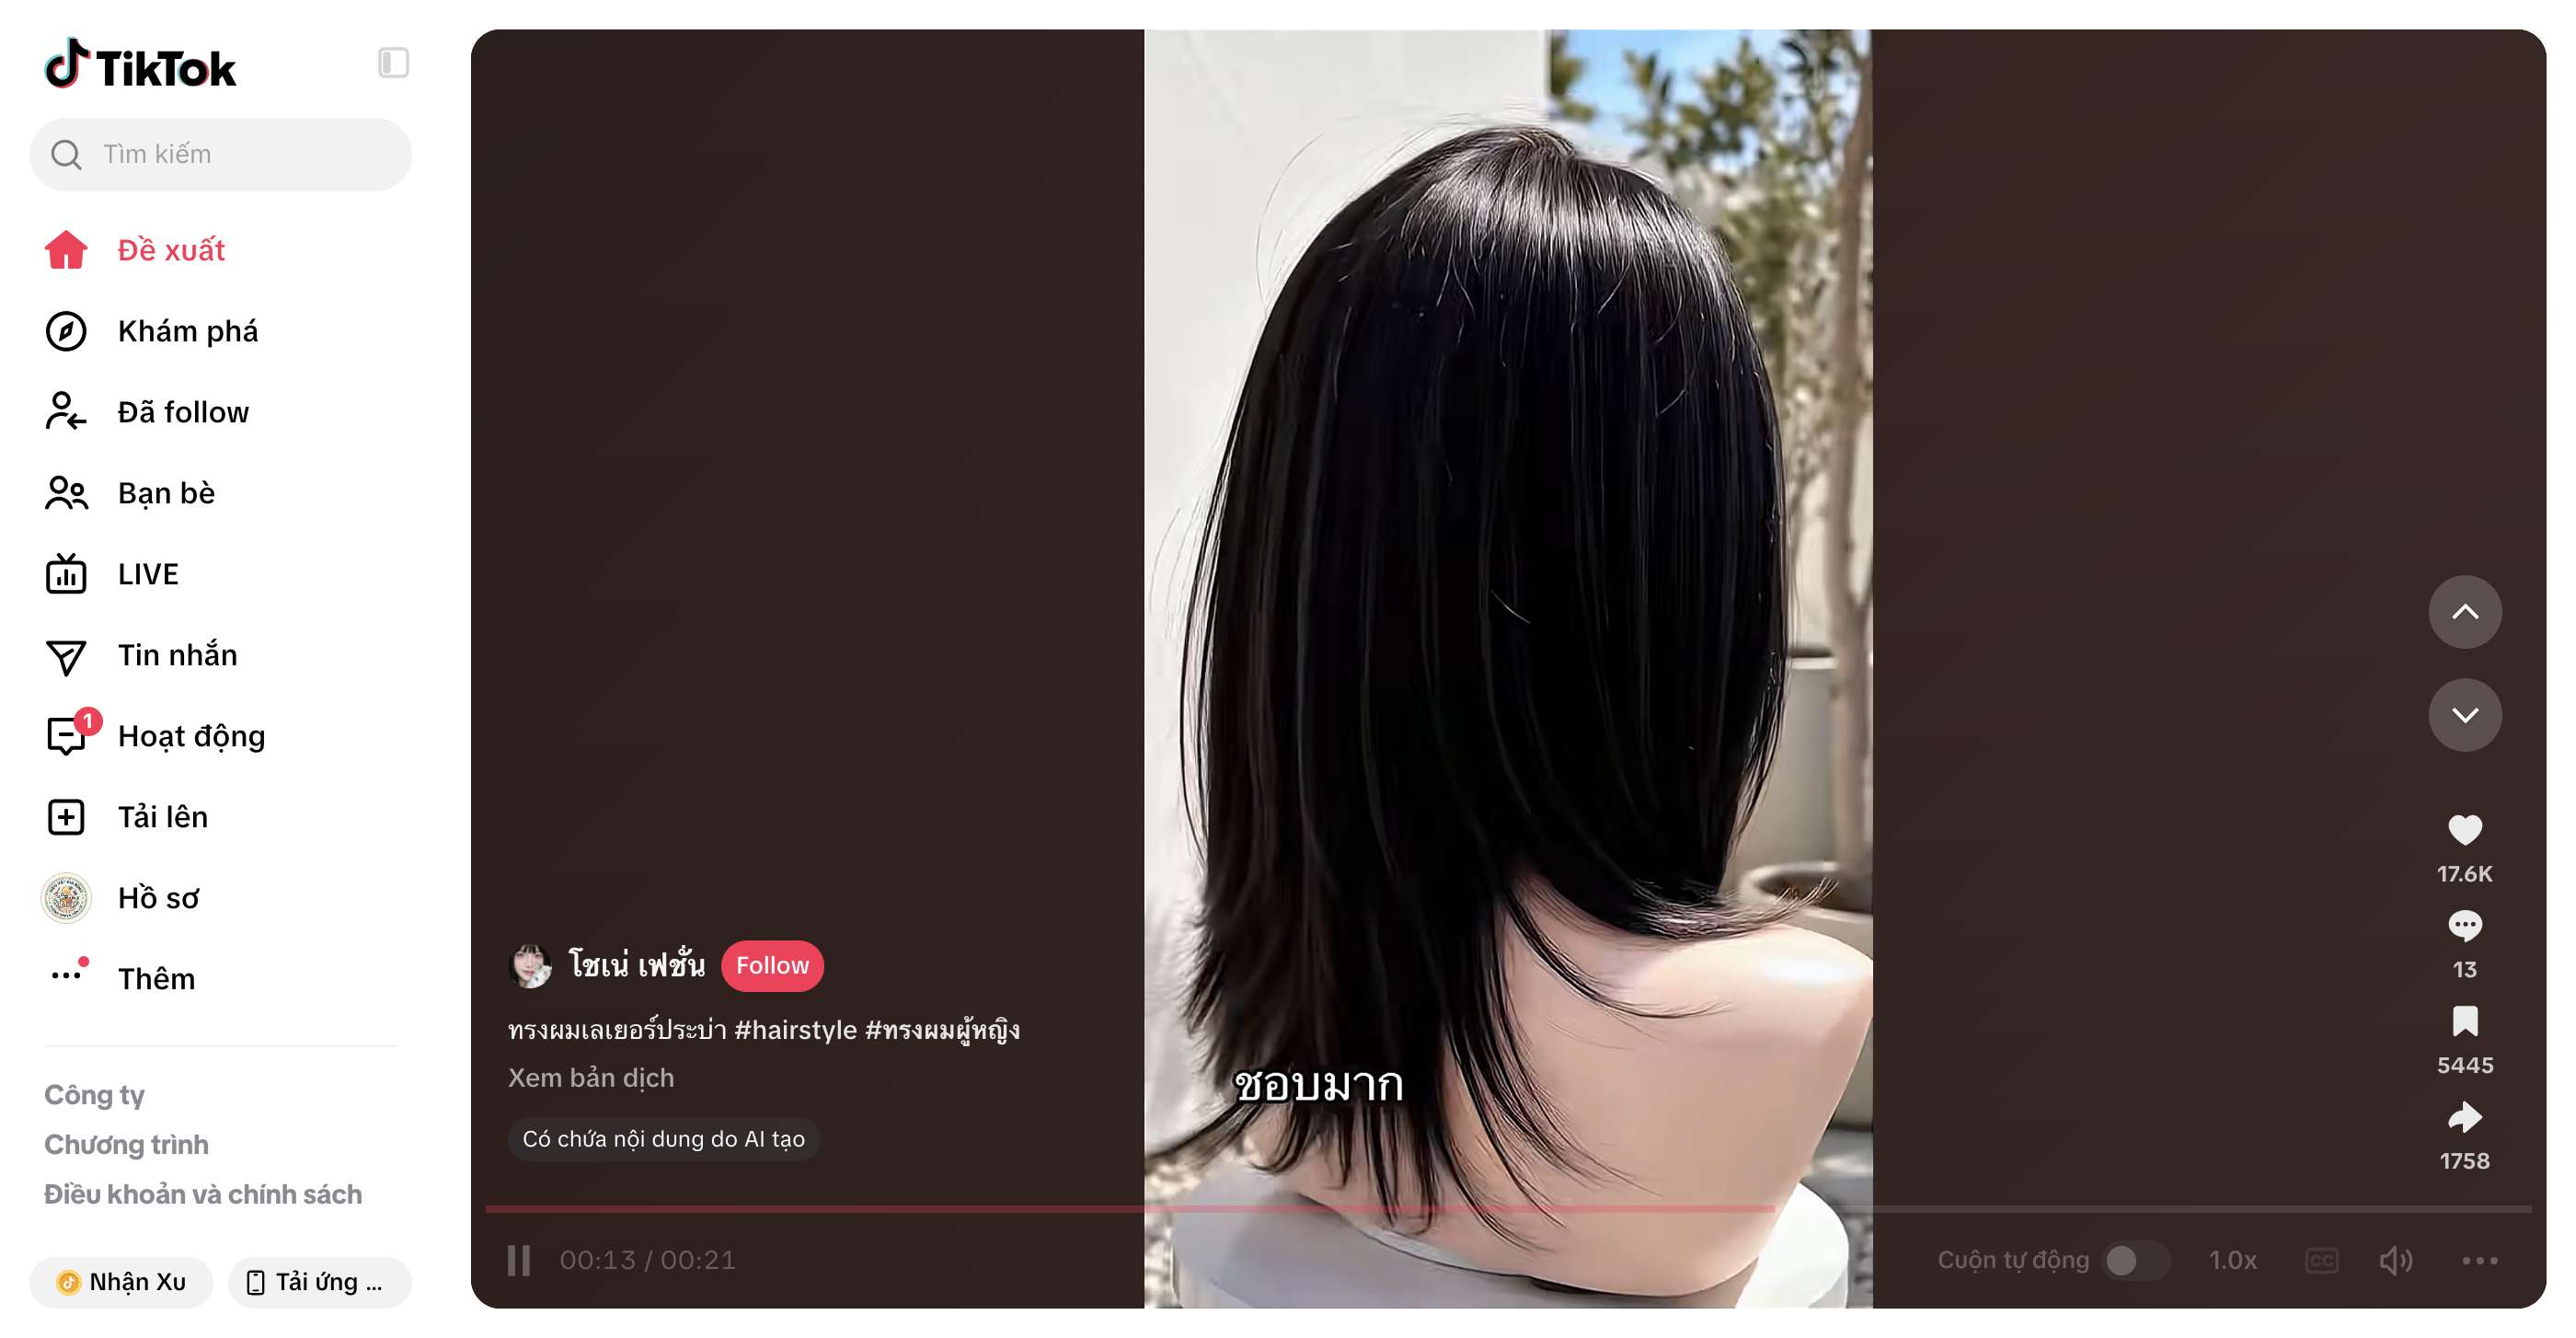 TikTok
Tìm kiếm
Đề xuất
Khám phá
Đã follow
Bạn bè
LIVE
Tin nhắn
1
Hoạt động
Tải lên
Hồ sơ
Thêm
Công ty
Chương trình
Điều khoản và chính sách
Nhận Xu
Tải ứng ...
โซเน่ เฟชั่น Follow
ทรงผมเลเยอร์ประบ่า #hairstyle #ทรงผมผู้หญิง
Xem bản dịch
Có chứa nội dung do AI tạo
ชอบมาก
00:13 / 00:21
17.6K
13
5445
1758
Cuộn tự động 1.0x CC